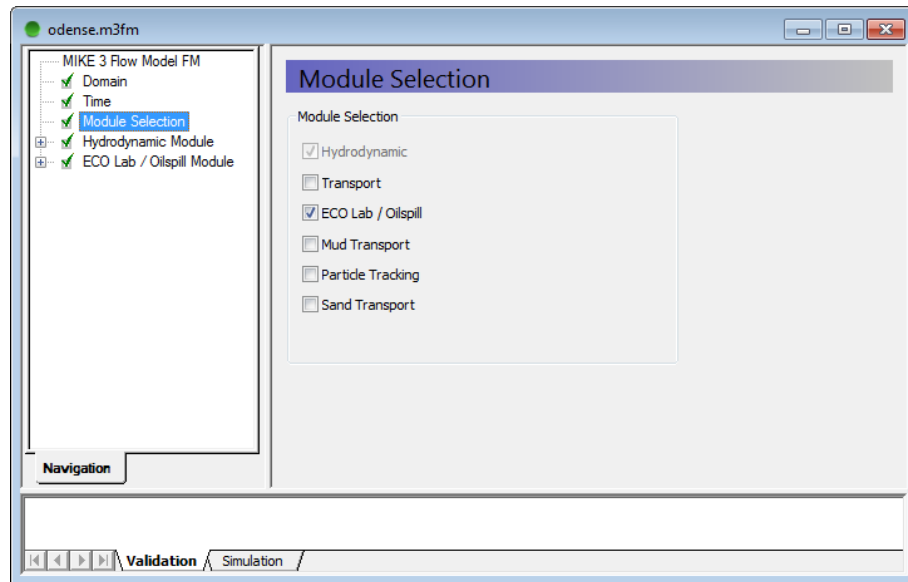 odense.m3fm
MIKE 3 Flow Model FM
Domain
Time
Module Selection
Hydrodynamic Module
ECO Lab / Oilspill Module
Navigation
Module Selection
Module Selection
Hydrodynamic
Transport
ECO Lab / Oilspill
Mud Transport
Particle Tracking
Sand Transport
Validation
Simulation